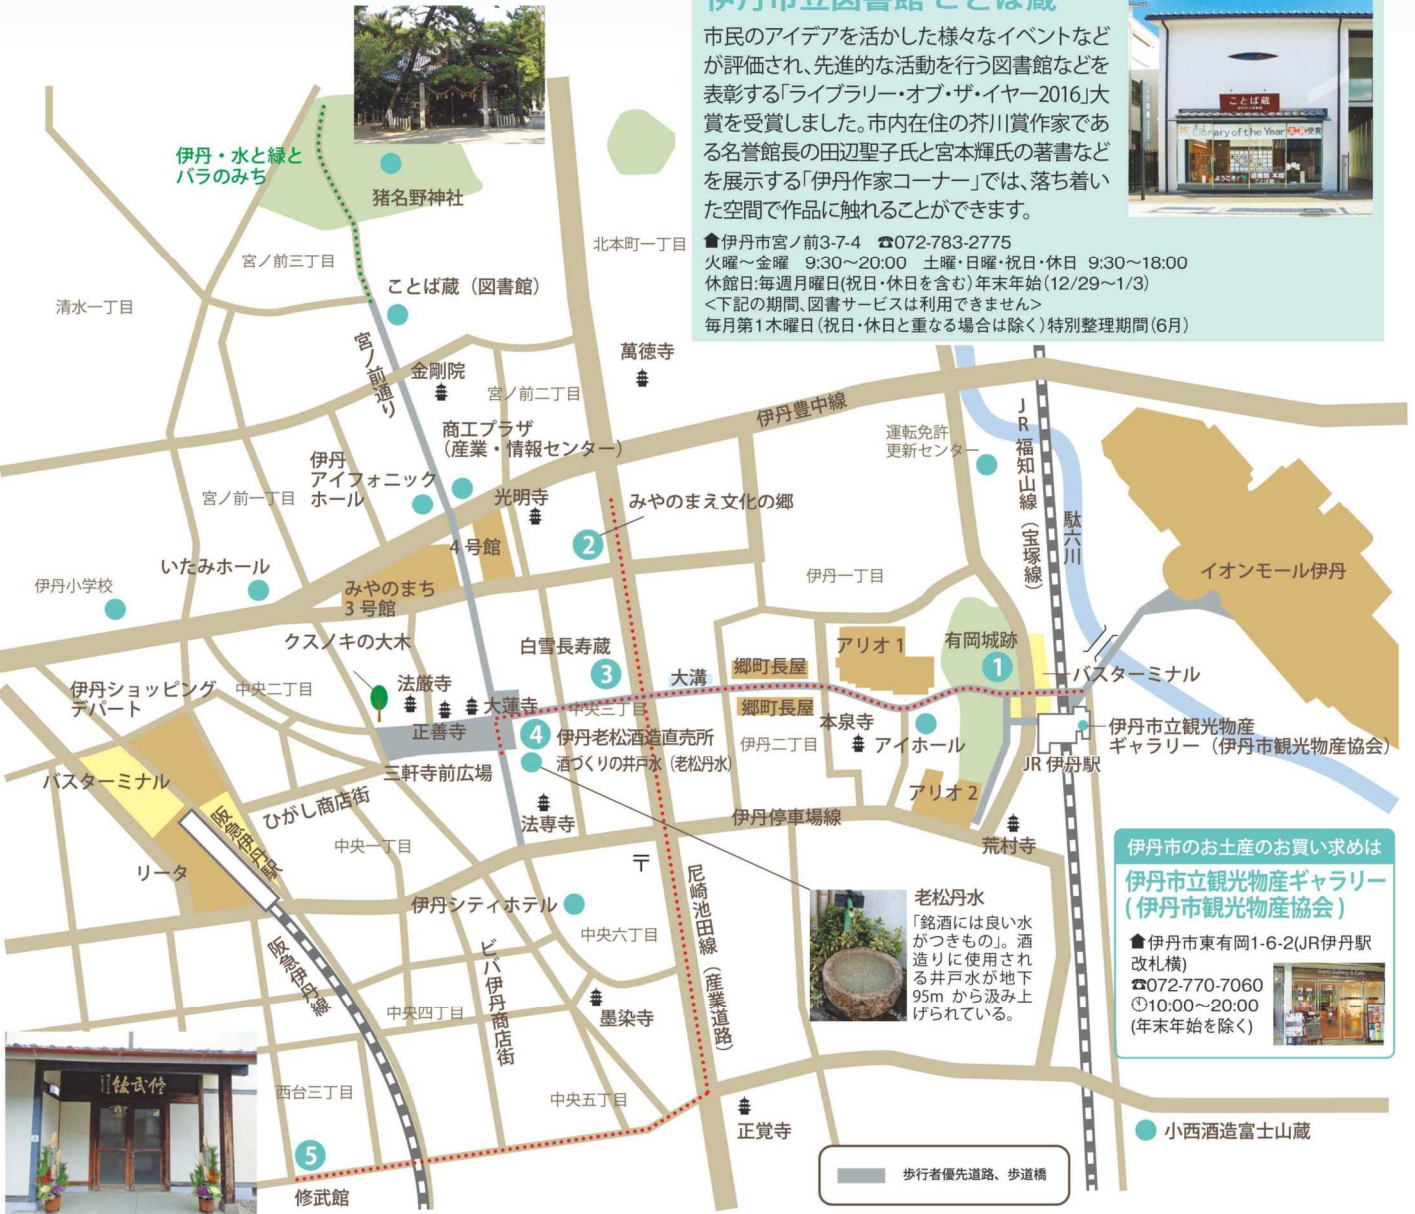 伊丹市立図書館 ことば蔵
市民のアイデアを活かした様々なイベントなど
が評価され、先進的な活動を行う図書館などを
表彰する「ライブラリー・オブ・ザ・イヤー2016」大
賞を受賞しました。市内在住の芥川賞作家であ
る名誉館長の田辺聖子氏と宮本輝氏の著書など
を展示する「伊丹作家コーナー」では、落ち着い
た空間で作品に触れることができます。
伊丹市宮ノ前3-7-4 ☎072-783-2775
火曜～金曜 9:30～20:00 土曜・日曜・祝日・休日 9:30～18:00
休館日:毎週月曜日(祝日・休日を含む)年末年始(12/29～1/3)
<下記の期間、図書サービスは利用できません>
毎月第1木曜日(祝日・休日と重なる場合は除く)特別整理期間(6月)
ことば蔵
Library of the Year 大賞受賞
ようこそ!
伊丹・水と緑と
バラのみち
猪名野神社
北本町一丁目
宮ノ前三丁目
清水一丁目
ことば蔵（図書館）
宮ノ前通り
金剛院
萬徳寺
宮ノ前二丁目
商工プラザ
（産業・情報センター）
伊丹
アイフォニック
ホール
宮ノ前一丁目
光明寺
伊丹豊中線
運転免許
更新センター
JR福知山線（宝塚線）
駄六川
みやのまえ文化の郷
2
4号館
みやのまち
3号館
いたみホール
伊丹小学校
クスノキの大木
伊丹一丁目
イオンモール伊丹
白雪長寿蔵
3
大溝
郷町長屋
郷町長屋
アリオ1
有岡城跡
1
バスターミナル
伊丹ショッピング
デパート
中央二丁目
法厳寺
正善寺
大蓮寺
中央三丁目
4
伊丹老松酒造直売所
酒づくりの井戸水（老松丹水）
伊丹二丁目
本泉寺
アイホール
伊丹市立観光物産
ギャラリー（伊丹市観光物産協会）
JR伊丹駅
三軒寺前広場
バスターミナル
ひがし商店街
阪急伊丹駅
法専寺
伊丹停車場線
アリオ2
荒村寺
中央一丁目
リータ
〒
尼崎池田線（産業道路）
伊丹シティホテル
中央六丁目
阪急伊丹線
ビバ伊丹商店街
中央四丁目
墨染寺
老松丹水
「銘酒には良い水
がつきもの」。酒
造りに使用され
る井戸水が地下
95m から汲み上
げられている。
伊丹市のお土産のお買い求めは
伊丹市立観光物産ギャラリー
(伊丹市観光物産協会)
伊丹市東有岡1-6-2(JR伊丹駅
改札横)
☎072-770-7060
10:00～20:00
(年末年始を除く)
西台三丁目
中央五丁目
正覚寺
小西酒造富士山蔵
5
修武館
歩行者優先道路、歩道橋